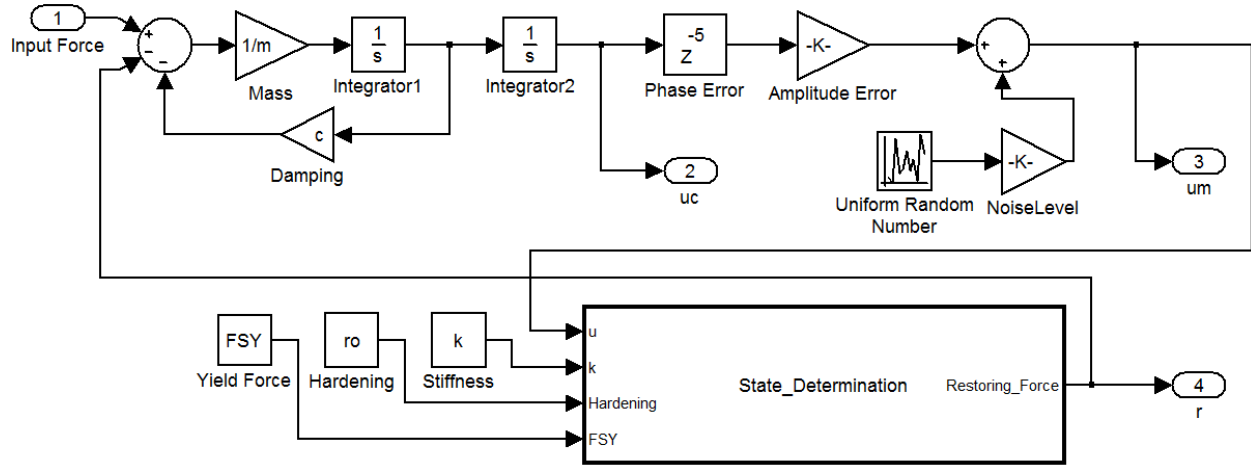 1
Input Force
+
−
−
1/m
Mass
1
s
Integrator1
1
s
Integrator2
-5
Z
Phase Error
-K-
Amplitude Error
+
+
c
Damping
2
uc
Uniform Random
Number
-K-
NoiseLevel
3
um
FSY
Yield Force
ro
Hardening
k
Stiffness
u
k
Hardening
FSY
State_Determination
Restoring_Force
4
r